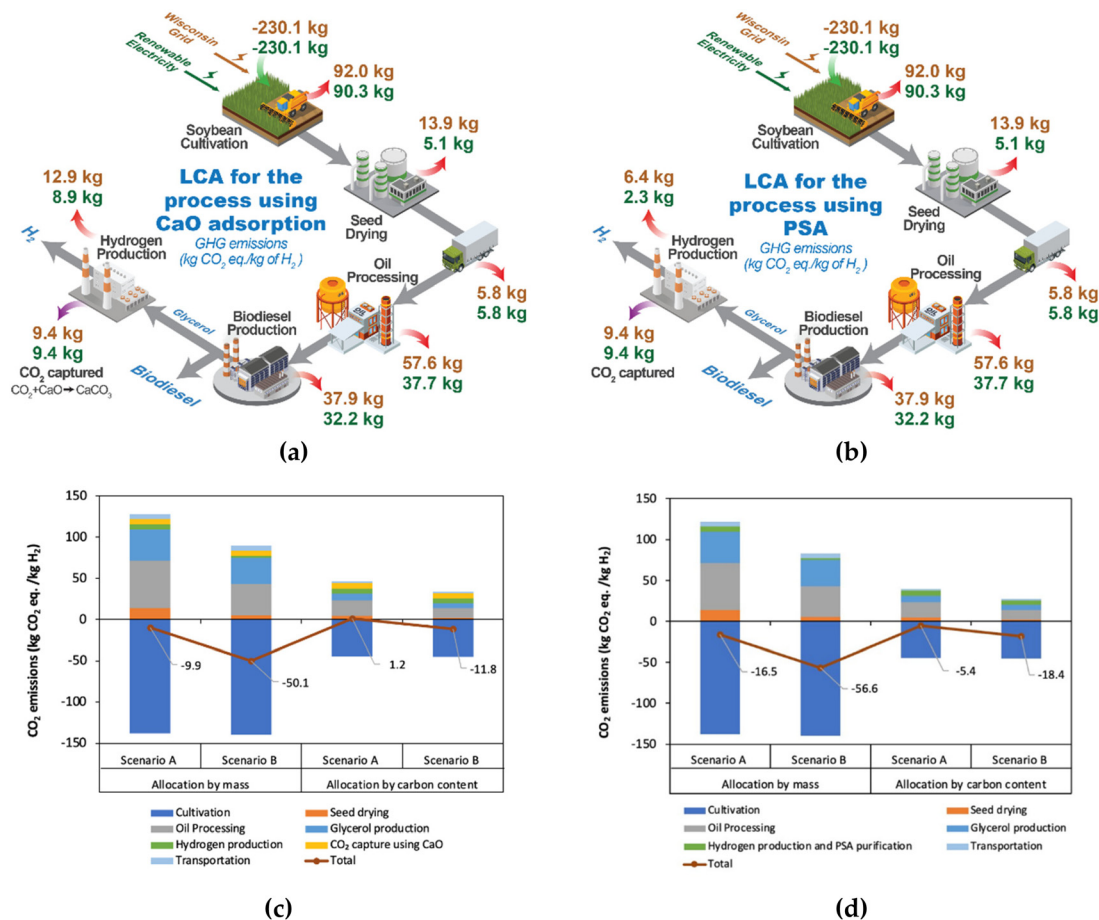 Wisconsin
Grid
Renewable
Electricity
-230.1 kg
-230.1 kg
92.0 kg
90.3 kg
Soybean
Cultivation
13.9 kg
5.1 kg
Seed
Drying
LCA for the
process using
CaO adsorption
GHG emissions
(kg CO₂ eq./kg of H₂ )
12.9 kg
8.9 kg
H₂
Hydrogen
Production
5.8 kg
5.8 kg
Oil
Processing
57.6 kg
37.7 kg
Biodiesel
Production
Glycerol
Biodiesel
37.9 kg
32.2 kg
9.4 kg
9.4 kg
CO₂ captured
CO₂+CaO➔CaCO₃
(a)
Wisconsin
Grid
Renewable
Electricity
-230.1 kg
-230.1 kg
92.0 kg
90.3 kg
Soybean
Cultivation
13.9 kg
5.1 kg
Seed
Drying
LCA for the
process using
PSA
GHG emissions
(kg CO₂ eq./kg of H₂ )
6.4 kg
2.3 kg
H₂
Hydrogen
Production
5.8 kg
5.8 kg
Oil
Processing
57.6 kg
37.7 kg
Biodiesel
Production
Glycerol
Biodiesel
37.9 kg
32.2 kg
9.4 kg
9.4 kg
CO₂ captured
(b)
CO₂ emissions (kg CO₂ eq. /kg H₂)
150
100
50
0
-50
-100
-150
-9.9
-50.1
1.2
-11.8
Scenario A Scenario B Scenario A Scenario B
Allocation by mass Allocation by carbon content
Cultivation Seed drying
Oil Processing Glycerol production
Hydrogen production CO₂ capture using CaO
Transportation Total
(c)
CO₂ emissions (kg CO₂ eq. /kg H₂)
150
100
50
0
-50
-100
-150
-16.5
-56.6
-5.4
-18.4
Scenario A Scenario B Scenario A Scenario B
Allocation by mass Allocation by carbon content
Cultivation Seed drying
Oil Processing Glycerol production
Hydrogen production and PSA purification Transportation
Total
(d)